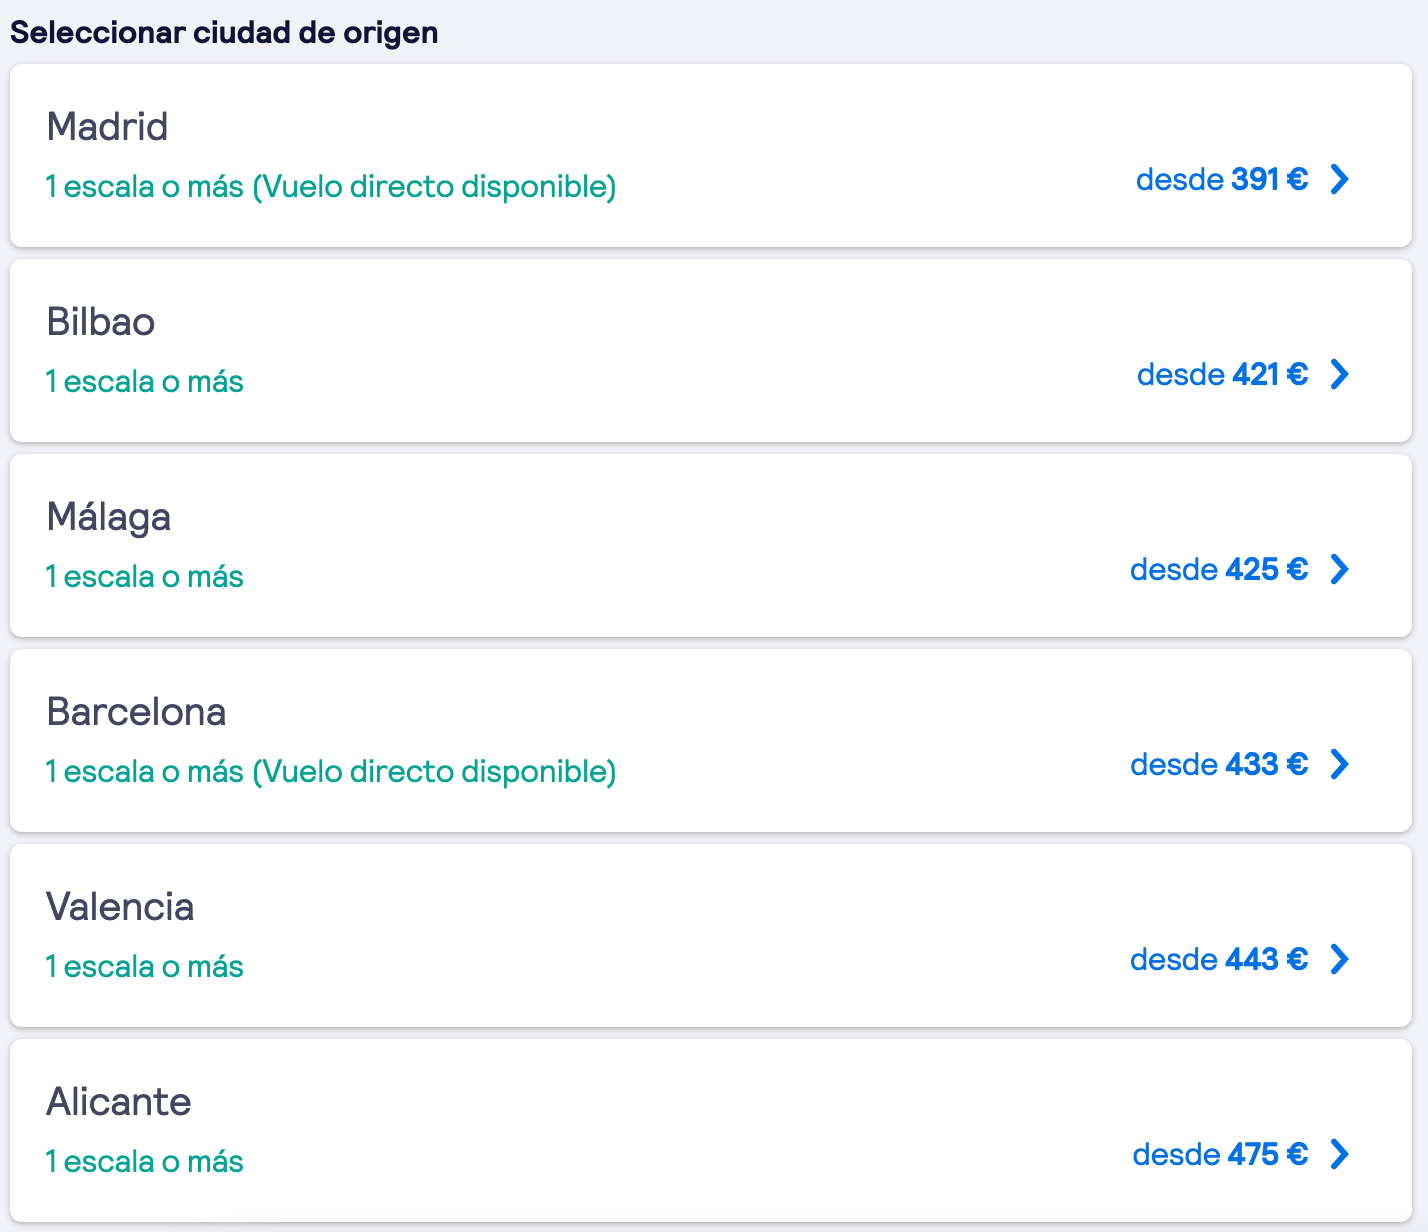 Seleccionar ciudad de origen
Madrid
1 escala o más (Vuelo directo disponible)
desde 391 €
Bilbao
1 escala o más
desde 421 €
Málaga
1 escala o más
desde 425 €
Barcelona
1 escala o más (Vuelo directo disponible)
desde 433 €
Valencia
1 escala o más
desde 443 €
Alicante
1 escala o más
desde 475 €